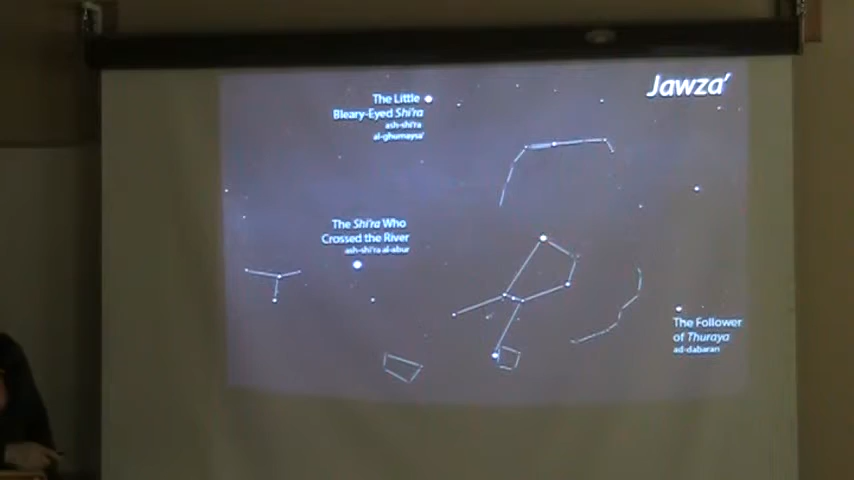 Jawza’
The Little
Bleary-Eyed Shi’ra
ash-shi’ra
al-ghumaysa’
The Shi’ra Who
Crossed the River
ash-shi’ra al-abur
The Follower
of Thuraya
ad-dabaran